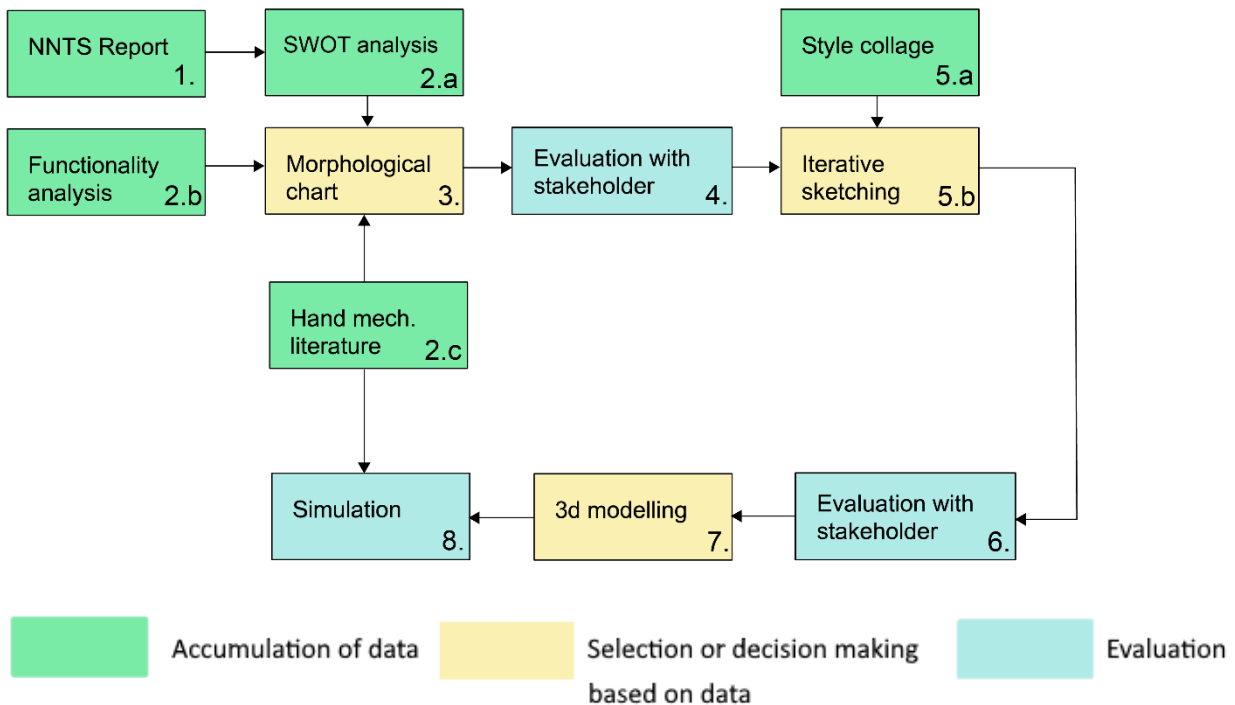 NNTS Report
1.
SWOT analysis
2.a
Style collage
5.a
Functionality
analysis
2.b
Morphological
chart
3.
Evaluation with
stakeholder
4.
Iterative
sketching
5.b
Hand mech.
literature
2.c
Simulation
8.
3d modelling
7.
Evaluation with
stakeholder
6.
Accumulation of data
Selection or decision making
based on data
Evaluation